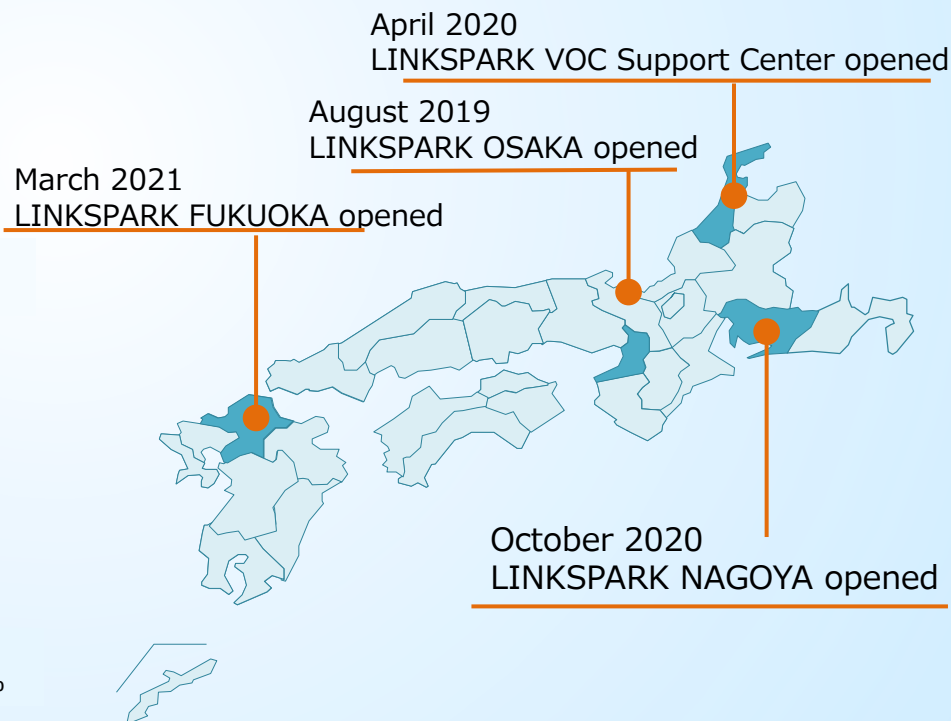 April 2020
LINKSPARK VOC Support Center opened
August 2019
LINKSPARK OSAKA opened
March 2021
LINKSPARK FUKUOKA opened
October 2020
LINKSPARK NAGOYA opened